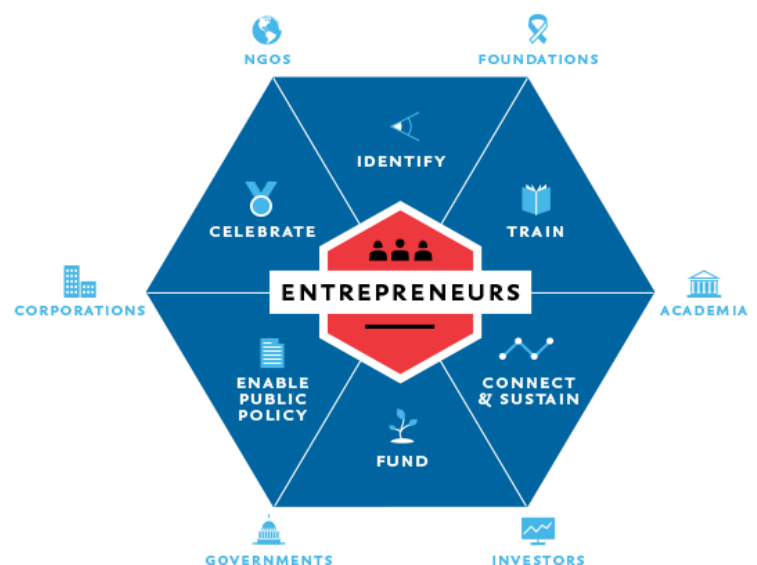 NGOS
FOUNDATIONS
IDENTIFY
CELEBRATE
TRAIN
ENTREPRENEURS
CORPORATIONS
ACADEMIA
ENABLE
PUBLIC
POLICY
CONNECT
& SUSTAIN
FUND
GOVERNMENTS
INVESTORS